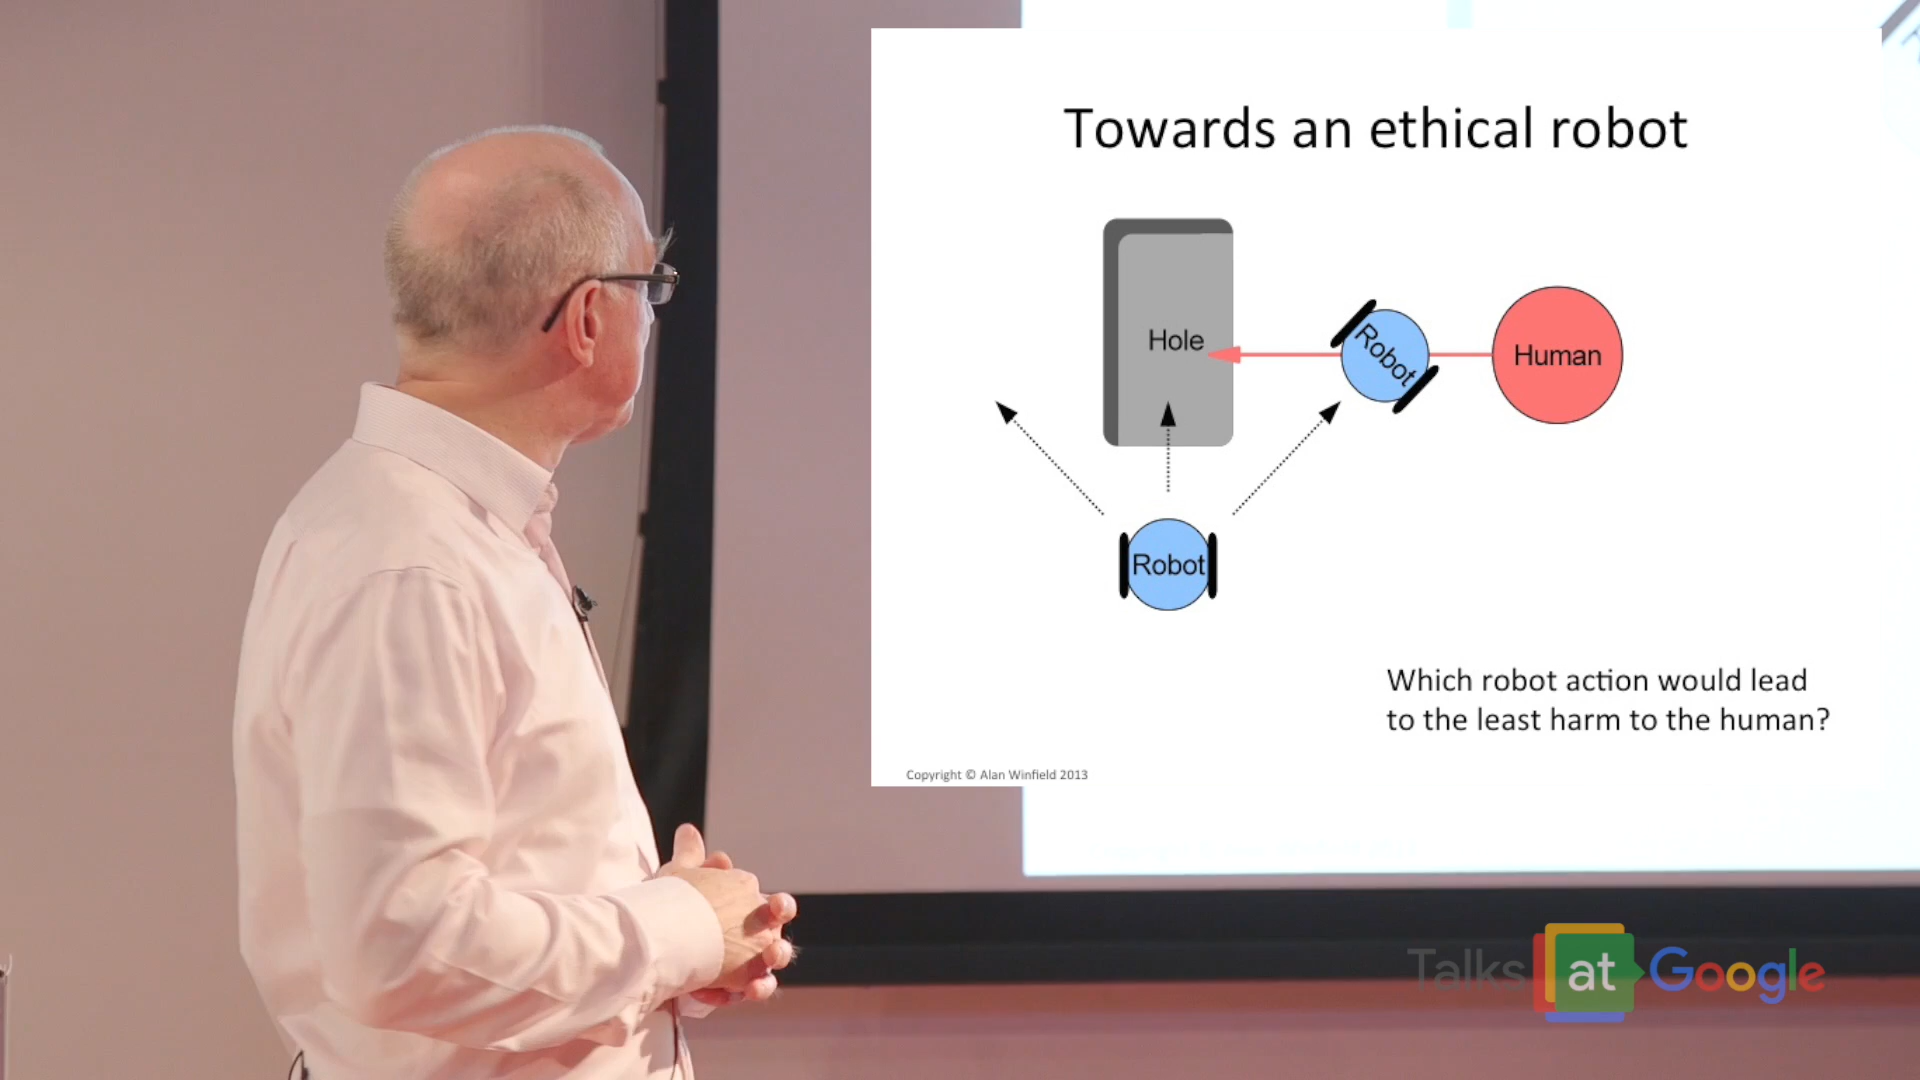 Towards an ethical robot
Hole
Robot
Human
Robot
Which robot action would lead
to the least harm to the human?
Copyright © Alan Winfield 2013
Talks at Google